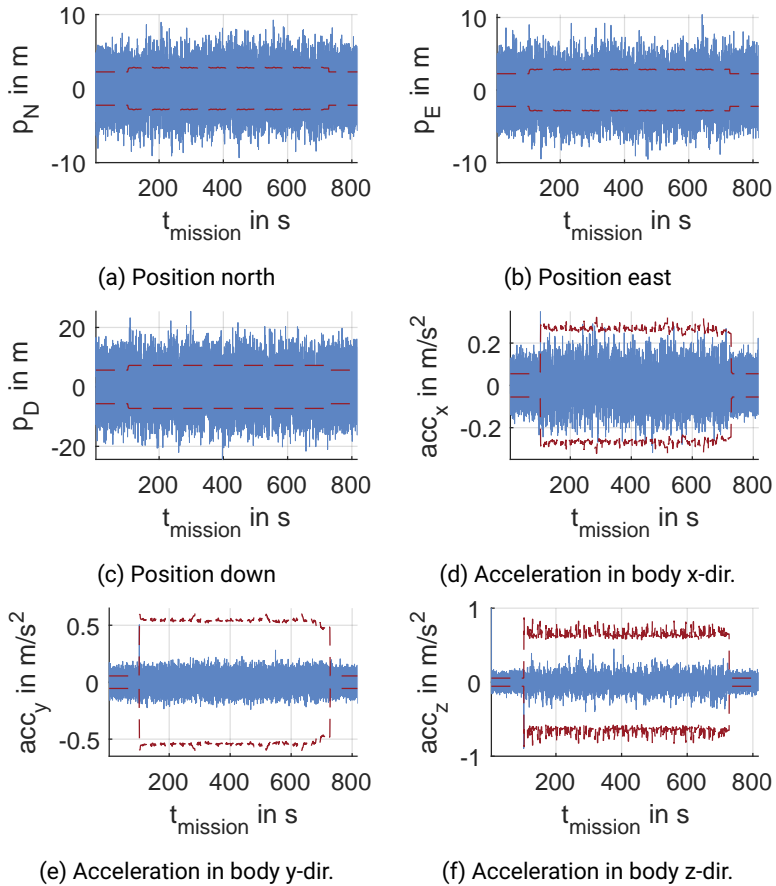 10
0
-10
p_N in m
200 400 600 800
t_mission in s
(a) Position north
10
0
-10
p_E in m
200 400 600 800
t_mission in s
(b) Position east
20
0
-20
p_D in m
200 400 600 800
t_mission in s
(c) Position down
0.2
0
-0.2
acc_x in m/s²
200 400 600 800
t_mission in s
(d) Acceleration in body x-dir.
0.5
0
-0.5
acc_y in m/s²
200 400 600 800
t_mission in s
(e) Acceleration in body y-dir.
1
0
-1
acc_z in m/s²
200 400 600 800
t_mission in s
(f) Acceleration in body z-dir.